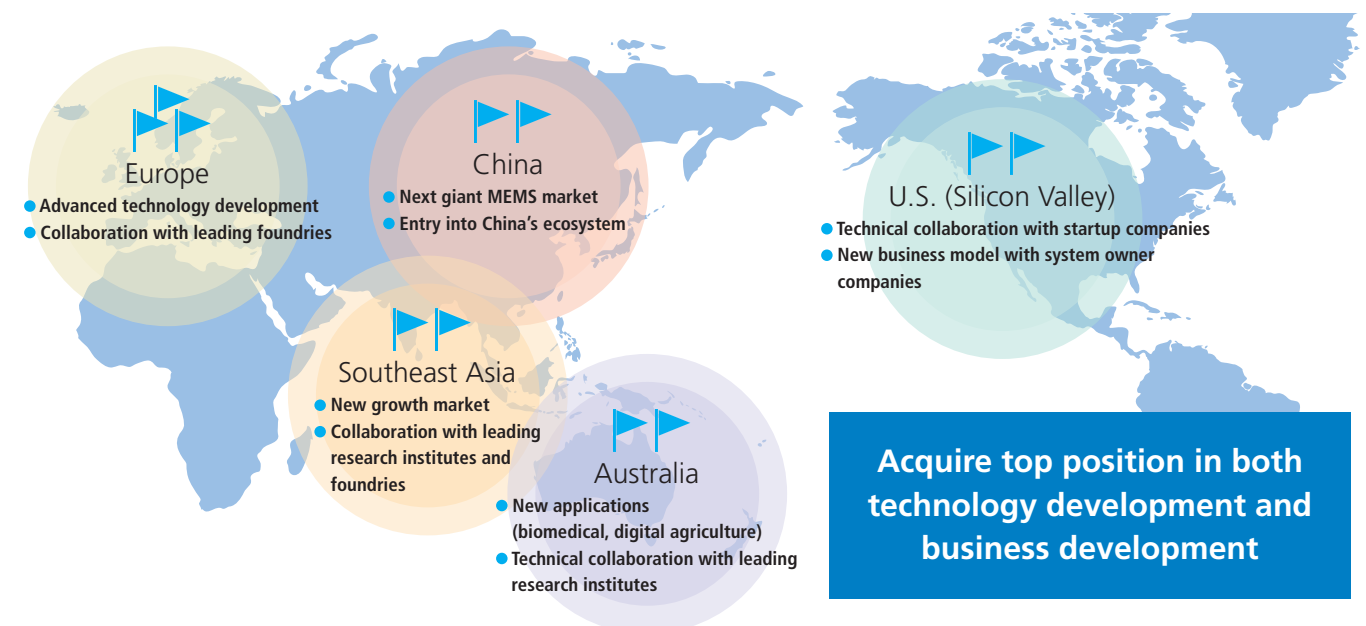 Europe
● Advanced technology development
● Collaboration with leading foundries
China
● Next giant MEMS market
● Entry into China’s ecosystem
U.S. (Silicon Valley)
● Technical collaboration with startup companies
● New business model with system owner
companies
Southeast Asia
● New growth market
● Collaboration with leading
research institutes and
foundries
Australia
● New applications
(biomedical, digital agriculture)
● Technical collaboration with leading
research institutes
Acquire top position in both
technology development and
business development